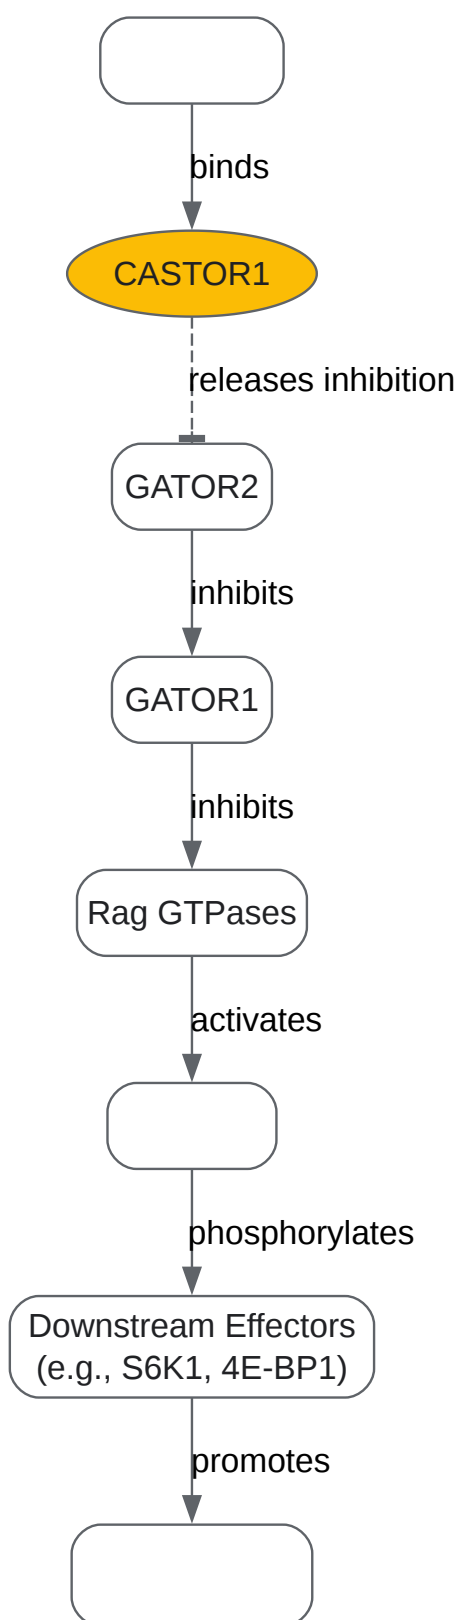 binds
CASTOR1
releases inhibition
GATOR2
inhibits
GATOR1
inhibits
Rag GTPases
activates
phosphorylates
Downstream Effectors
(e.g., S6K1, 4E-BP1)
promotes